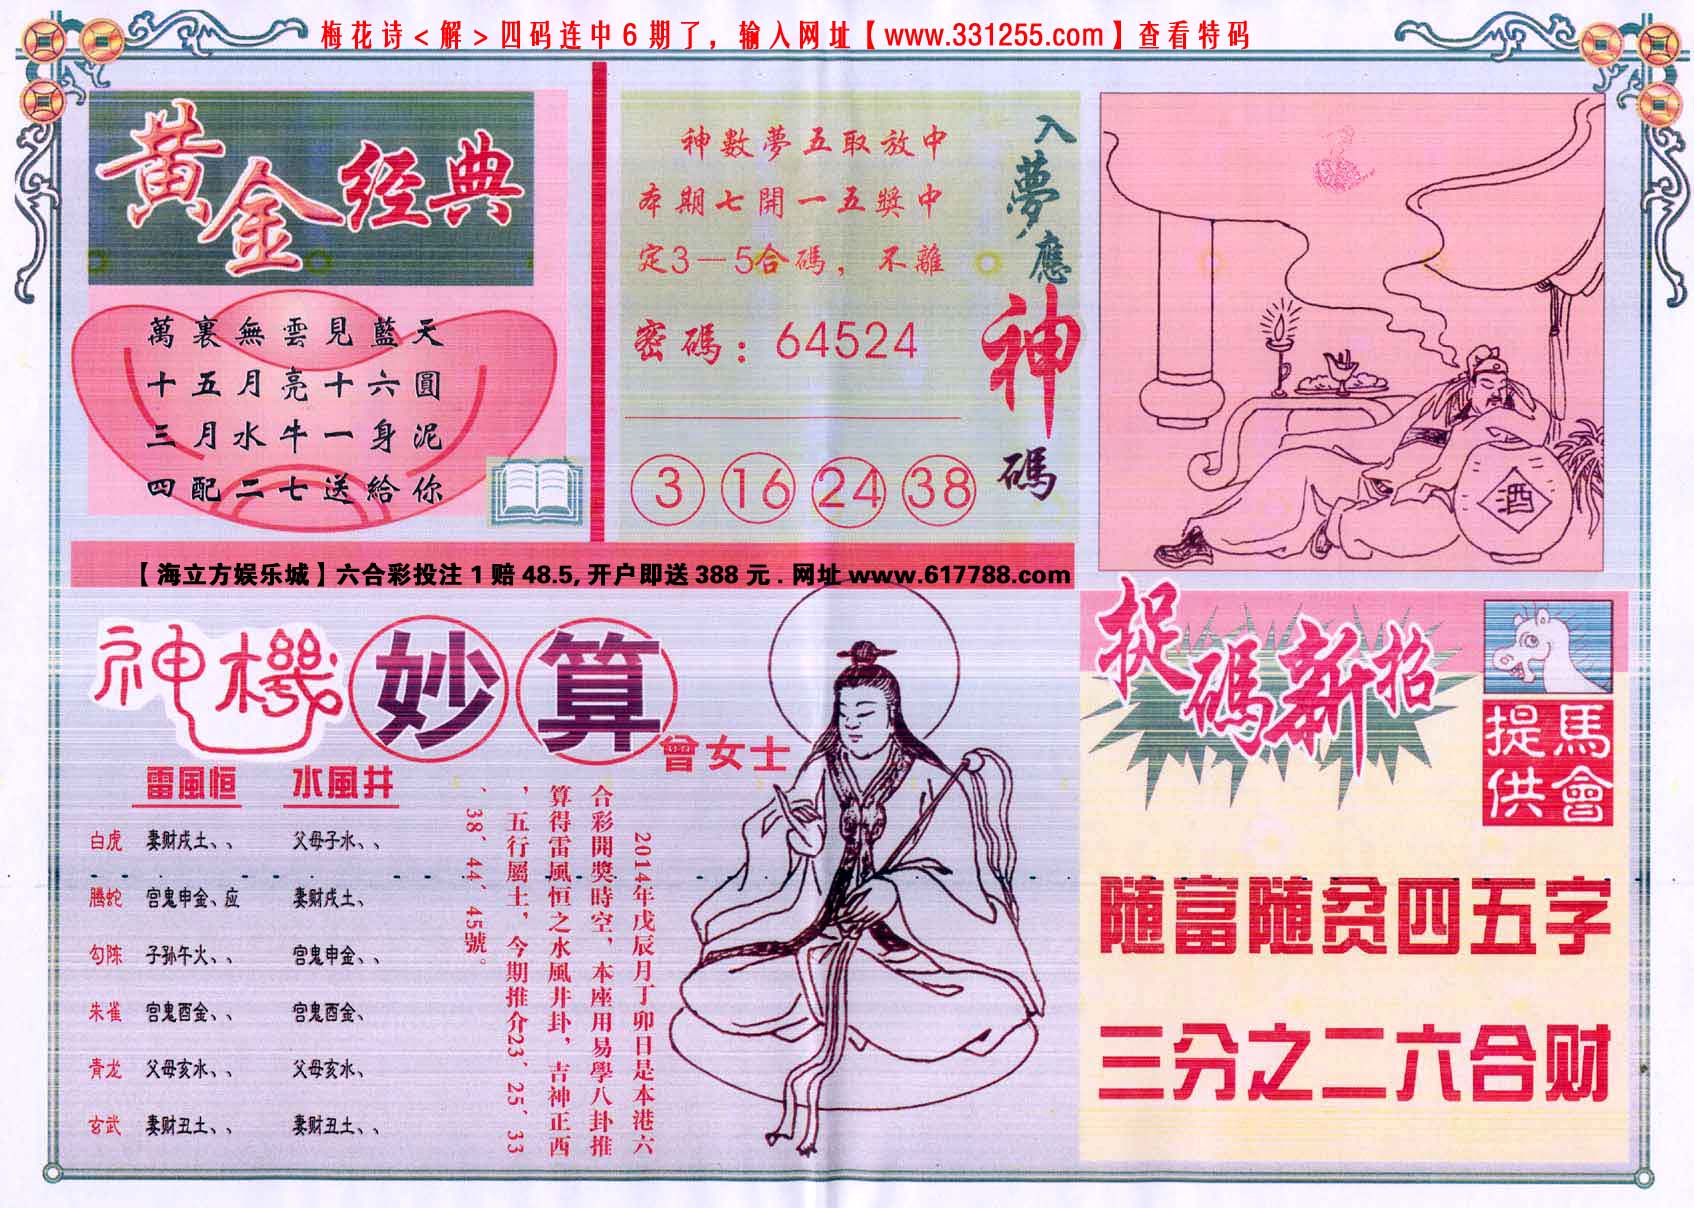 梅花诗<解>四码连中6期了，输入网址【www.331255.com】查看特码
黃金经典
萬裏無雲見藍天
十五月亮十六圓
三月水牛一身泥
四配二七送給你
神數夢五取放中
本期七開一五獎中
定3—5合碼，不離
密碼：64524
3 16 24 38
入夢應神碼
酒
【海立方娱乐城】六合彩投注1赔48.5,开户即送388元.网址www.617788.com
神機妙算
曾女士
雷風恒 水風井
白虎 妻财戌土、、 父母子水、、
腾蛇 宫鬼申金、应 妻财戌土、
勾陈 子孙午火、、 宫鬼申金、、
朱雀 宫鬼酉金、、 宫鬼酉金、
青龙 父母亥水、、 父母亥水、
玄武 妻财丑土、、 妻财丑土、、
2014年戊辰月丁卯日是本港六
合彩開獎時空，本座用易學八卦推
算得雷風恒之水風井卦，吉神正西
，五行屬土，今期推介23、25、33
、38、44、45號。
捉碼新招
馬會
提供
随富随贫四五字
三分之二六合财